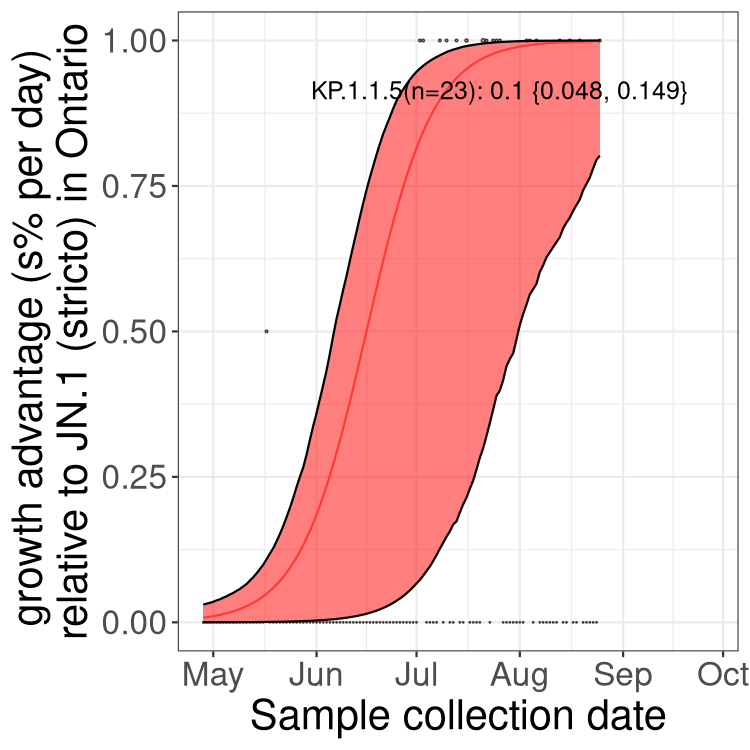 growth advantage (s% per day)
relative to JN.1 (stricto) in Ontario
1.00
0.75
0.50
0.25
0.00
KP.1.1.5(n=23): 0.1 {0.048, 0.149}
May Jun Jul Aug Sep Oct
Sample collection date